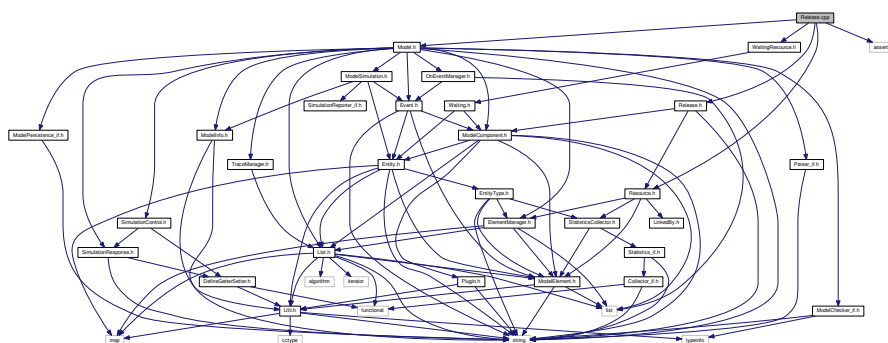 Release.cpp
Model.h
WaitingResource.h
assert
ModelSimulation.h
OnEventManager.h
SimulationReporter_if.h
Event.h
Waiting.h
Release.h
ModelPersistence_if.h
ModelInfo.h
ModelComponent.h
TraceManager.h
Entity.h
Parser_if.h
EntityType.h
Resource.h
SimulationControl.h
ElementManager.h
StatisticsCollector.h
LinkedBy.h
SimulationResponse.h
List.h
Statistics_if.h
DefineGetterSetter.h
algorithm
iterator
Plugin.h
ModelElement.h
Collector_if.h
Util.h
functional
list
ModelChecker_if.h
map
cctype
string
typeinfo